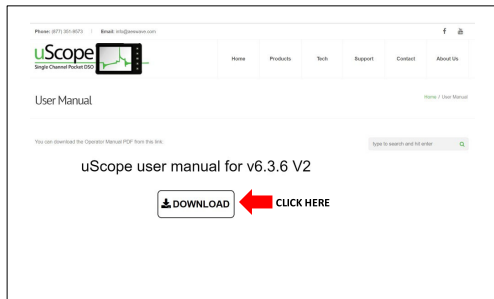 Phone: (877) 351-9573 / Email: info@aeswave.com
uScope
Single Channel Pocket DSO
Home Products Tech Support Contact About Us
User Manual
Home / User Manual
You can download the Operator Manual PDF from this link.
type to search and hit enter
uScope user manual for v6.3.6 V2
DOWNLOAD
CLICK HERE